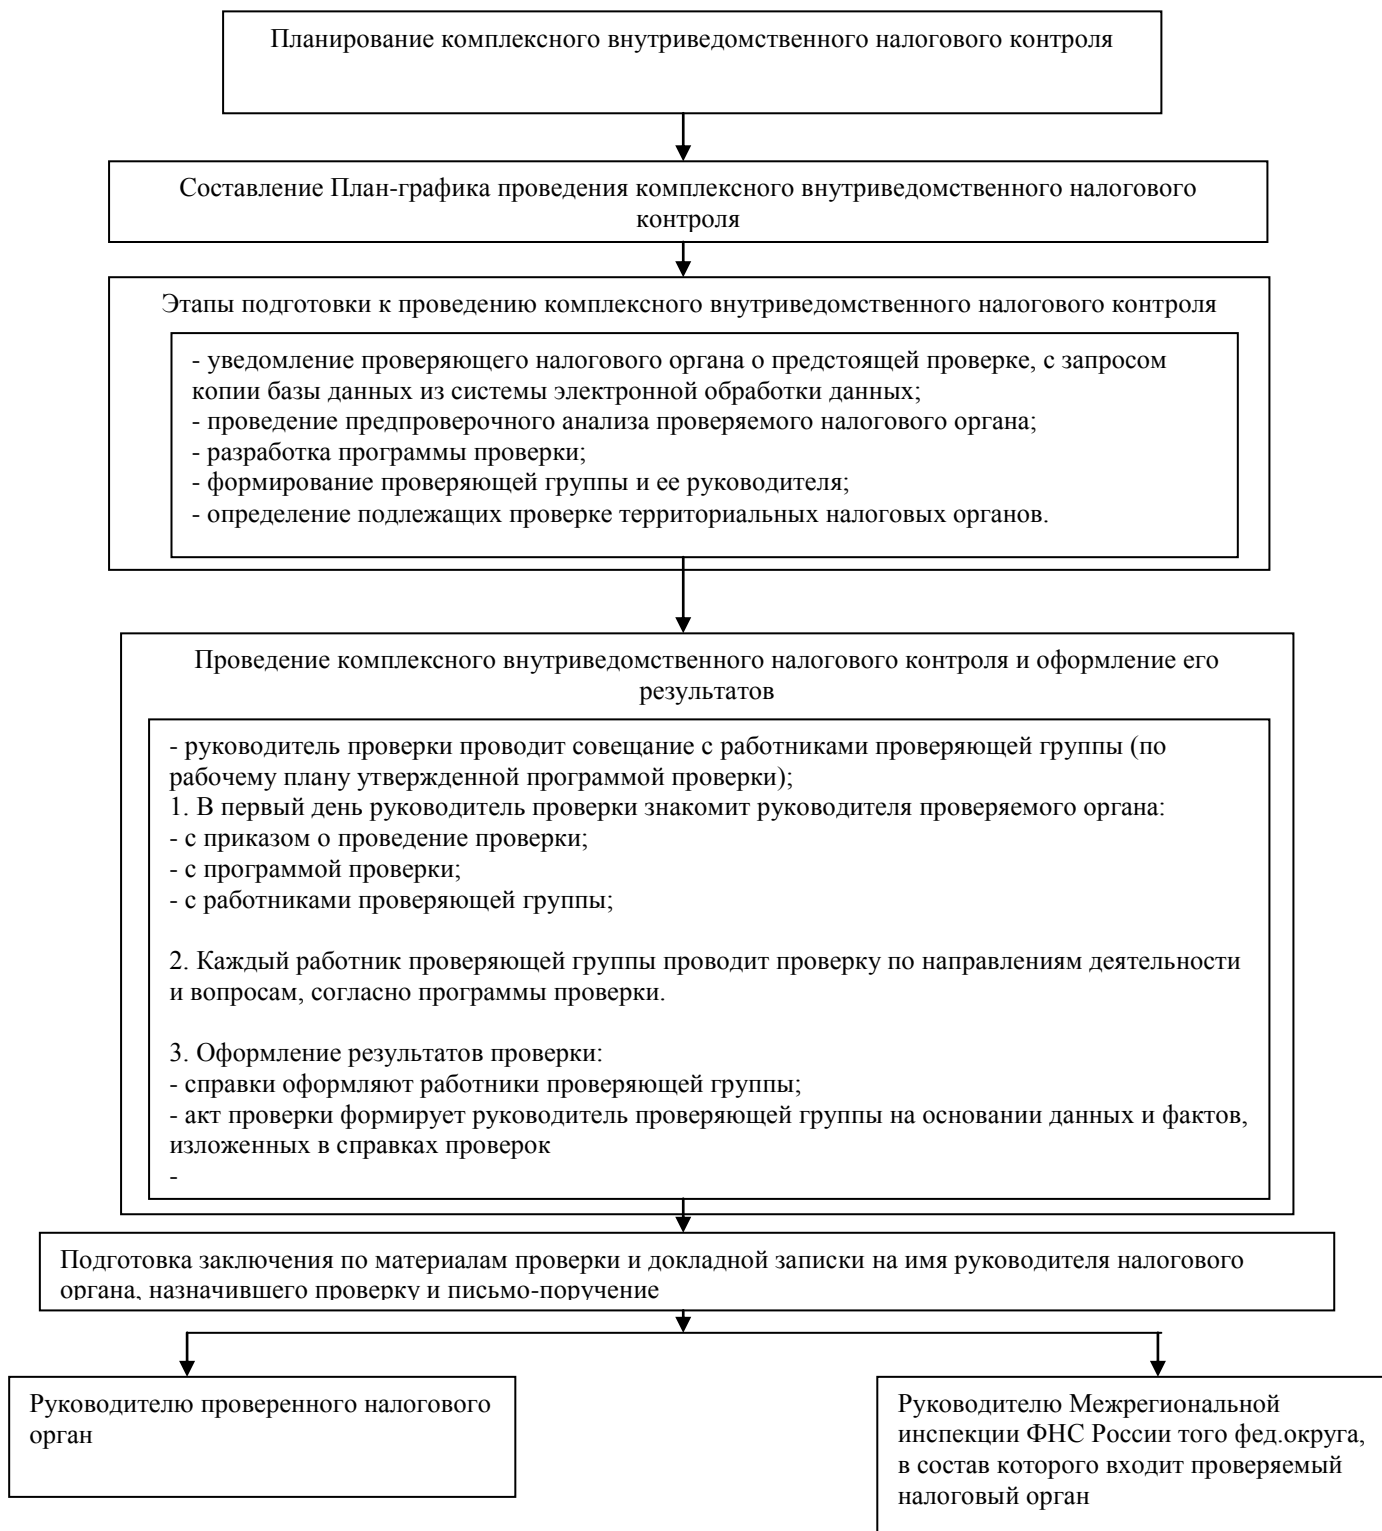 Планирование комплексного внутриведомственного налогового контроля
Составление План-графика проведения комплексного внутриведомственного налогового
контроля
Этапы подготовки к проведению комплексного внутриведомственного налогового контроля
- уведомление проверяющего налогового органа о предстоящей проверке, с запросом
копии базы данных из системы электронной обработки данных;
- проведение предпроверочного анализа проверяемого налогового органа;
- разработка программы проверки;
- формирование проверяющей группы и ее руководителя;
- определение подлежащих проверке территориальных налоговых органов.
Проведение комплексного внутриведомственного налогового контроля и оформление его
результатов
- руководитель проверки проводит совещание с работниками проверяющей группы (по
рабочему плану утвержденной программой проверки);
1. В первый день руководитель проверки знакомит руководителя проверяемого органа:
- с приказом о проведение проверки;
- с программой проверки;
- с работниками проверяющей группы;
2. Каждый работник проверяющей группы проводит проверку по направлениям деятельности
и вопросам, согласно программы проверки.
3. Оформление результатов проверки:
- справки оформляют работники проверяющей группы;
- акт проверки формирует руководитель проверяющей группы на основании данных и фактов,
изложенных в справках проверок
-
Подготовка заключения по материалам проверки и докладной записки на имя руководителя налогового
органа, назначившего проверку и письмо-поручение
Руководителю проверенного налогового
орган
Руководителю Межрегиональной
инспекции ФНС России того фед.округа,
в состав которого входит проверяемый
налоговый орган